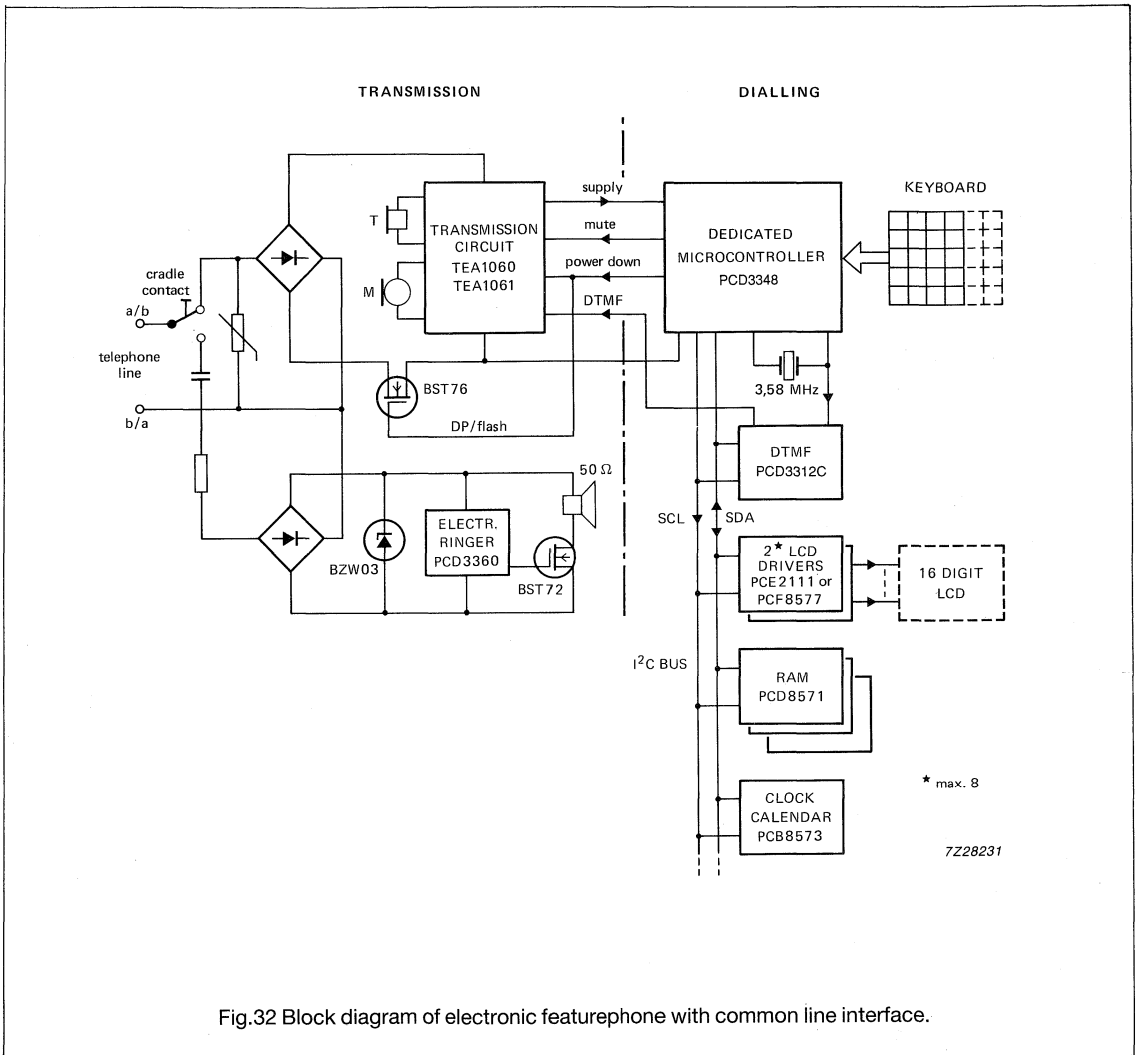 TRANSMISSION
DIALLING
KEYBOARD
supply
mute
power down
DTMF
T
M
TRANSMISSION
CIRCUIT
TEA1060
TEA1061
DEDICATED
MICROCONTROLLER
PCD3348
cradle
contact
a/b
telephone
line
b/a
BST76
DP/flash
3,58 MHz
DTMF
PCD3312C
50 Ω
ELECTR.
RINGER
PCD3360
BZW03
BST72
SCL
SDA
2★ LCD
DRIVERS
PCE2111 or
PCF8577
16 DIGIT
LCD
I²C BUS
RAM
PCD8571
★ max. 8
CLOCK
CALENDAR
PCB8573
7Z28231
Fig.32 Block diagram of electronic featurephone with common line interface.